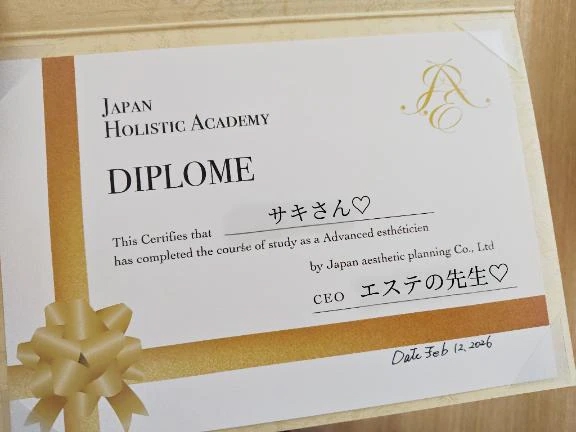 JAPAN
HOLISTIC ACADEMY
DIPLOME
This Certifies that サキさん♡
has completed the course of study as a Advanced esthéticien
by Japan aesthetic planning Co., Ltd
CEO エステの先生♡
Date Feb 12, 2026